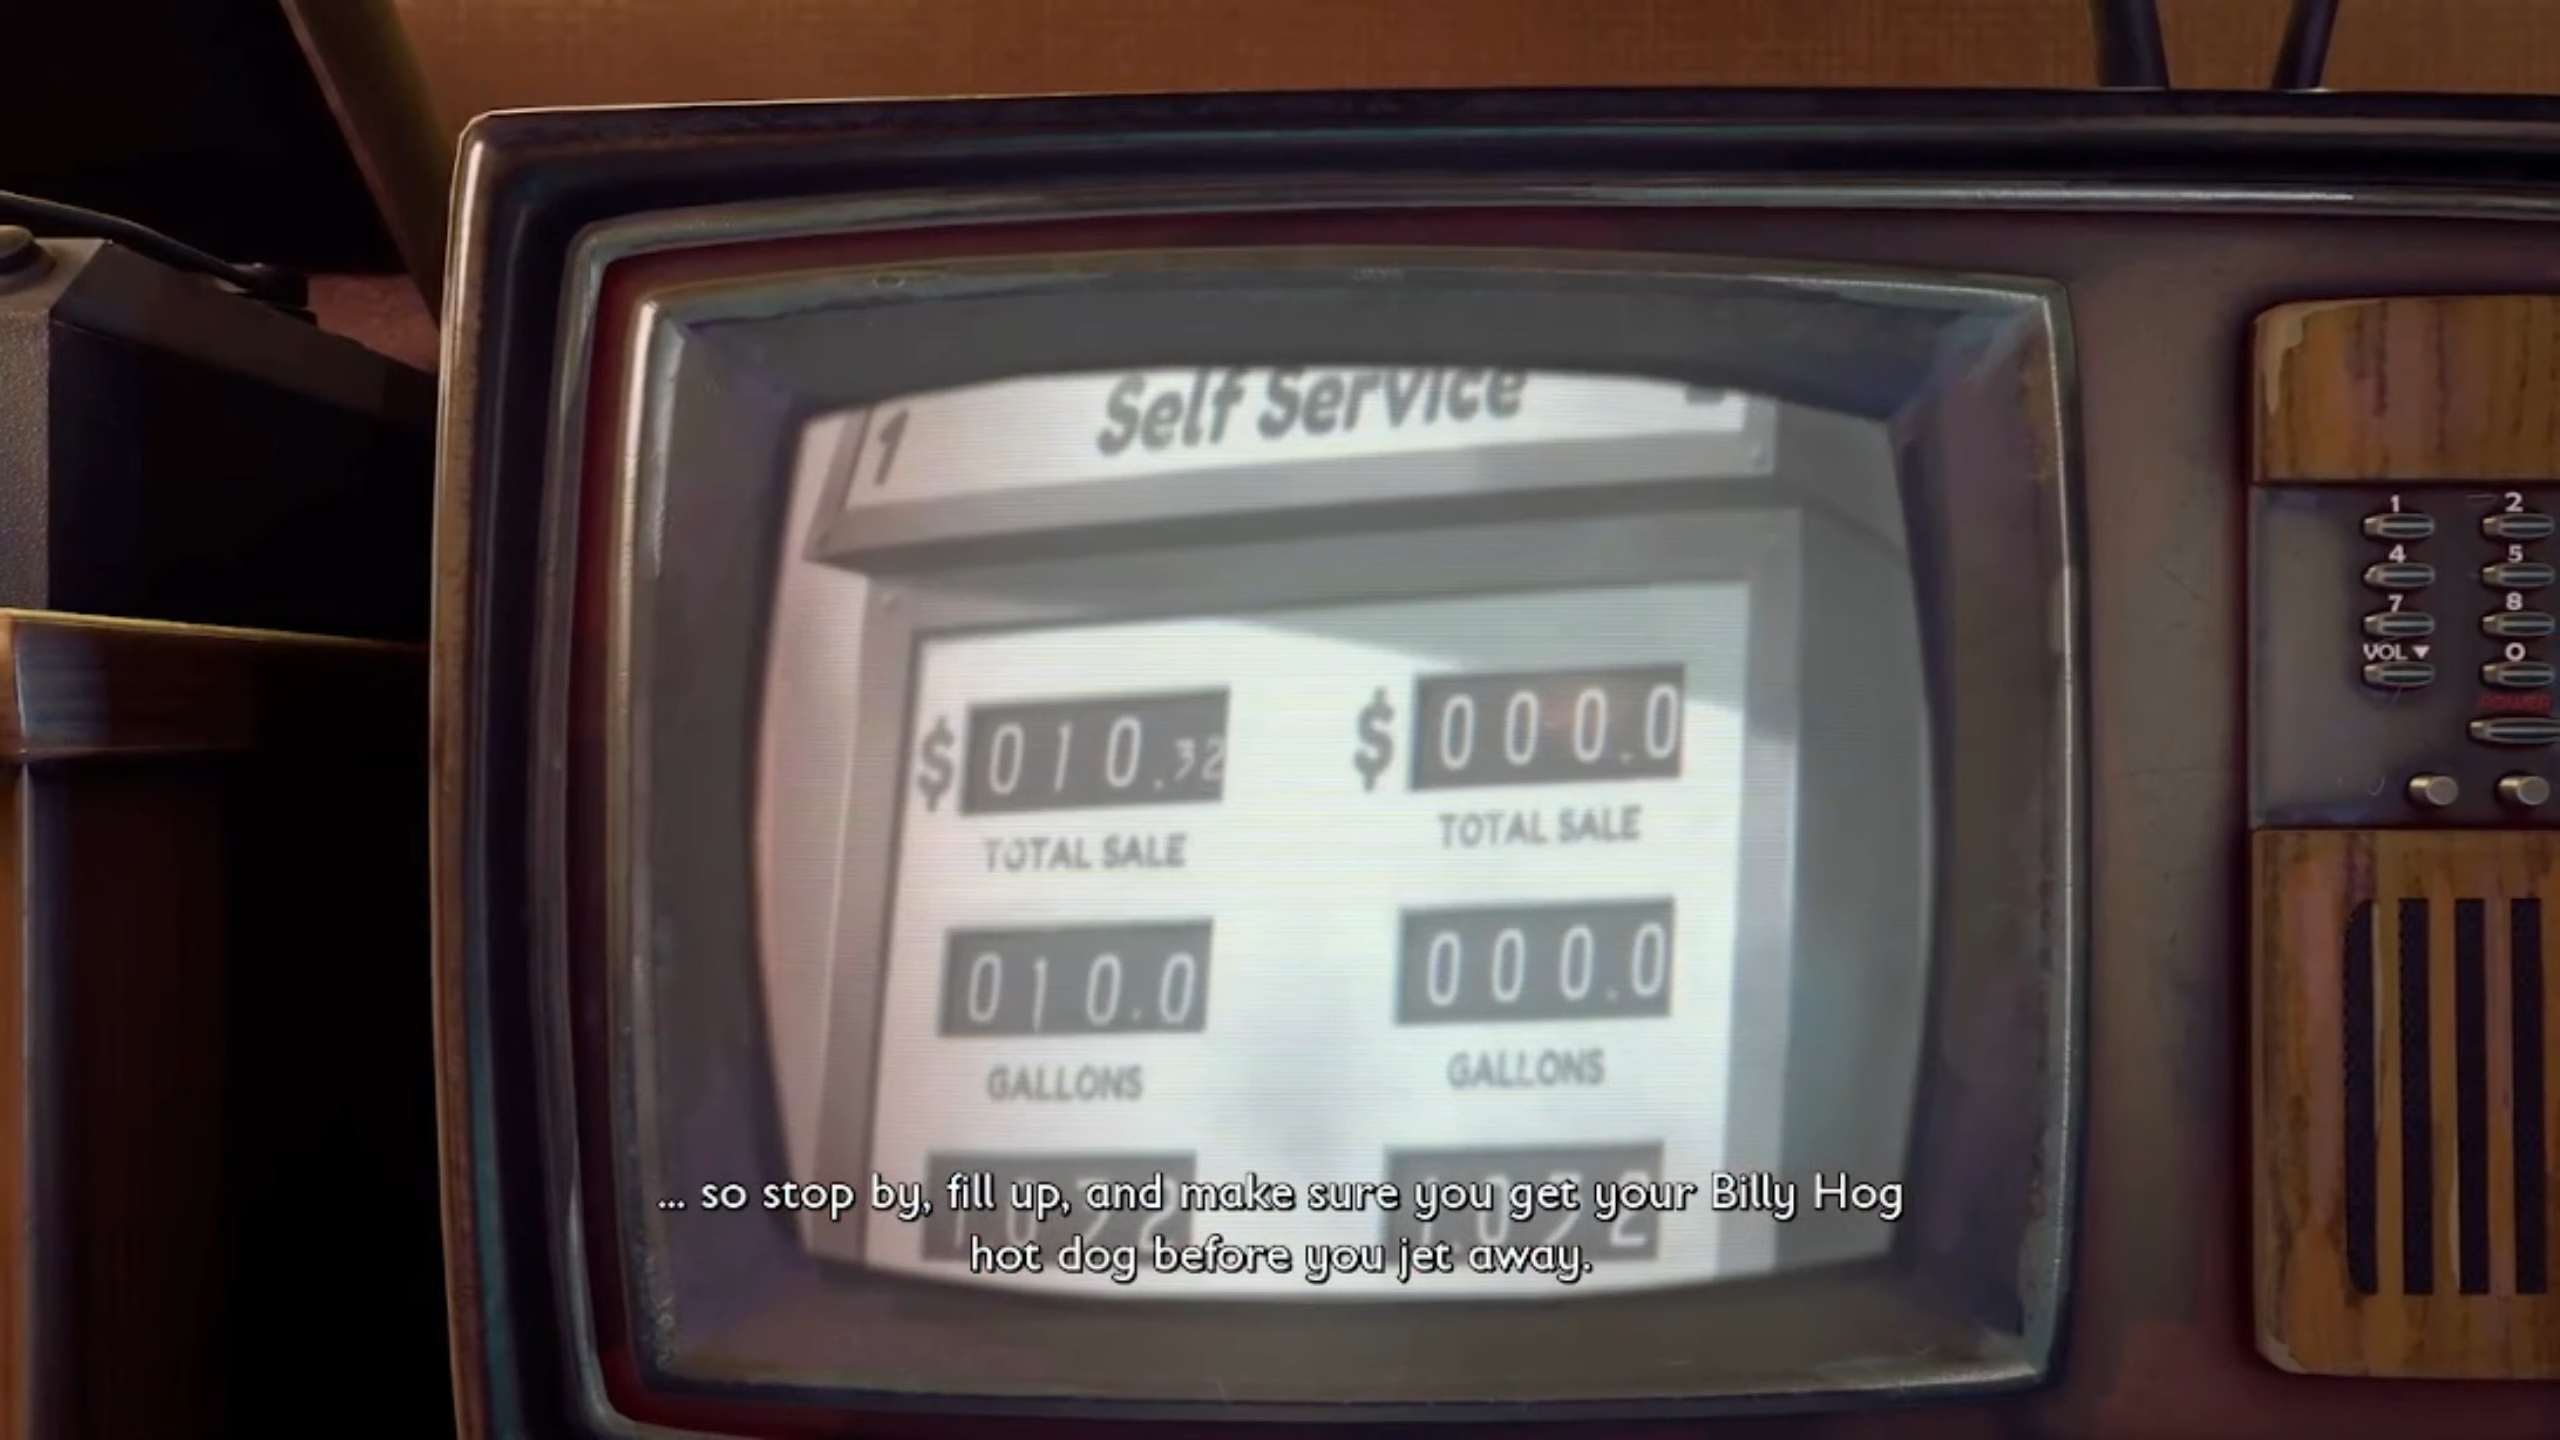 Self Service
1
$ 010.32
$ 000.0
TOTAL SALE
TOTAL SALE
010.0
000.0
GALLONS
GALLONS
... so stop by, fill up, and make sure you get your Billy Hog
hot dog before you jet away.
1 2
4 5
7 8
VOL ▼ 0
POWER